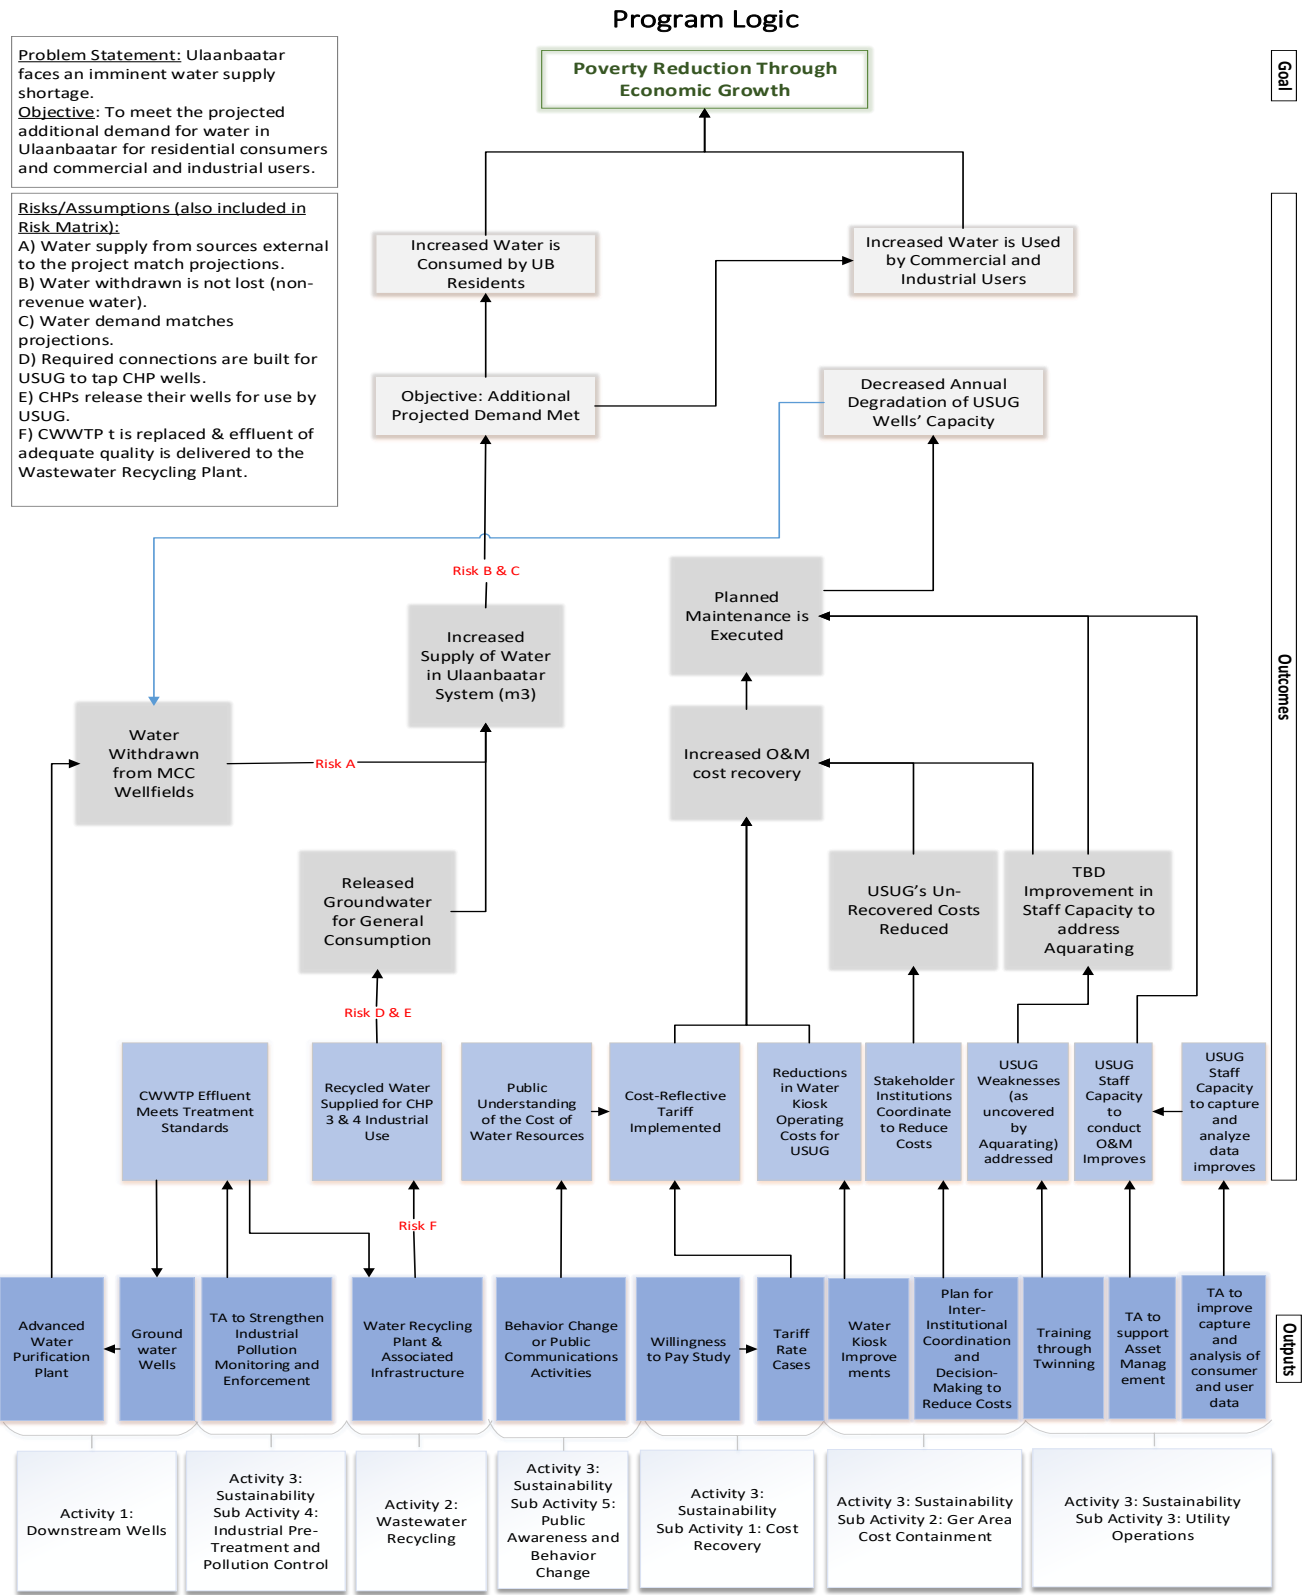 Program Logic
Problem Statement: Ulaanbaatar
faces an imminent water supply
shortage.
Objective: To meet the projected
additional demand for water in
Ulaanbaatar for residential consumers
and commercial and industrial users.
Poverty Reduction Through
Economic Growth
Goal
Risks/Assumptions (also included in
Risk Matrix):
A) Water supply from sources external
to the project match projections.
B) Water withdrawn is not lost (non-
revenue water).
C) Water demand matches
projections.
D) Required connections are built for
USUG to tap CHP wells.
E) CHPs release their wells for use by
USUG.
F) CWWTP t is replaced & effluent of
adequate quality is delivered to the
Wastewater Recycling Plant.
Increased Water is
Consumed by UB
Residents
Increased Water is Used
by Commercial and
Industrial Users
Objective: Additional
Projected Demand Met
Decreased Annual
Degradation of USUG
Wells’ Capacity
Outcomes
Risk B & C
Planned
Maintenance is
Executed
Increased
Supply of Water
in Ulaanbaatar
System (m3)
Water
Withdrawn
from MCC
Wellfields
Risk A
Increased O&M
cost recovery
Released
Groundwater
for General
Consumption
USUG’s Un-
Recovered Costs
Reduced
TBD
Improvement in
Staff Capacity to
address
Aquarating
Risk D & E
CWWTP Effluent
Meets Treatment
Standards
Recycled Water
Supplied for CHP
3 & 4 Industrial
Use
Public
Understanding
of the Cost of
Water Resources
Cost-Reflective
Tariff
Implemented
Reductions
in Water
Kiosk
Operating
Costs for
USUG
Stakeholder
Institutions
Coordinate
to Reduce
Costs
USUG
Weaknesses
(as
uncovered
by
Aquarating)
addressed
USUG
Staff
Capacity
to
conduct
O&M
Improves
USUG
Staff
Capacity
to capture
and
analyze
data
improves
Risk F
Advanced
Water
Purification
Plant
Ground
water
Wells
TA to Strengthen
Industrial
Pollution
Monitoring and
Enforcement
Water Recycling
Plant &
Associated
Infrastructure
Behavior Change
or Public
Communications
Activities
Willingness
to Pay Study
Tariff
Rate
Cases
Water
Kiosk
Improve
ments
Plan for
Inter-
Institutional
Coordination
and
Decision-
Making to
Reduce Costs
Training
through
Twinning
TA to
support
Asset
Manag
ement
TA to
improve
capture
and
analysis of
consumer
and user
data
Outputs
Activity 1:
Downstream Wells
Activity 3:
Sustainability
Sub Activity 4:
Industrial Pre-
Treatment and
Pollution Control
Activity 2:
Wastewater
Recycling
Activity 3:
Sustainability
Sub Activity 5:
Public
Awareness and
Behavior
Change
Activity 3:
Sustainability
Sub Activity 1: Cost
Recovery
Activity 3: Sustainability
Sub Activity 2: Ger Area
Cost Containment
Activity 3: Sustainability
Sub Activity 3: Utility
Operations